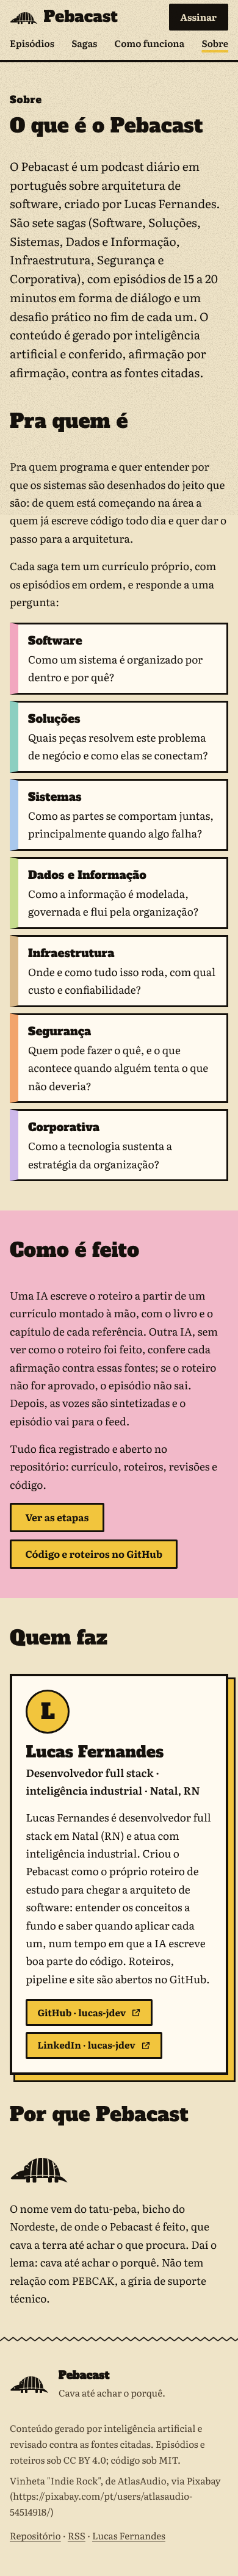 Pebacast
Assinar
Episódios Sagas Como funciona Sobre
Sobre
O que é o Pebacast
O Pebacast é um podcast diário em
português sobre arquitetura de
software, criado por Lucas Fernandes.
São sete sagas (Software, Soluções,
Sistemas, Dados e Informação,
Infraestrutura, Segurança e
Corporativa), com episódios de 15 a 20
minutos em forma de diálogo e um
desafio prático no fim de cada um. O
conteúdo é gerado por inteligência
artificial e conferido, afirmação por
afirmação, contra as fontes citadas.
Pra quem é
Pra quem programa e quer entender por
que os sistemas são desenhados do jeito que
são: de quem está começando na área a
quem já escreve código todo dia e quer dar o
passo para a arquitetura.
Cada saga tem um currículo próprio, com
os episódios em ordem, e responde a uma
pergunta:
Software
Como um sistema é organizado por
dentro e por quê?
Soluções
Quais peças resolvem este problema
de negócio e como elas se conectam?
Sistemas
Como as partes se comportam juntas,
principalmente quando algo falha?
Dados e Informação
Como a informação é modelada,
governada e flui pela organização?
Infraestrutura
Onde e como tudo isso roda, com qual
custo e confiabilidade?
Segurança
Quem pode fazer o quê, e o que
acontece quando alguém tenta o que
não deveria?
Corporativa
Como a tecnologia sustenta a
estratégia da organização?
Como é feito
Uma IA escreve o roteiro a partir de um
currículo montado à mão, com o livro e o
capítulo de cada referência. Outra IA, sem
ver como o roteiro foi feito, confere cada
afirmação contra essas fontes; se o roteiro
não for aprovado, o episódio não sai.
Depois, as vozes são sintetizadas e o
episódio vai para o feed.
Tudo fica registrado e aberto no
repositório: currículo, roteiros, revisões e
código.
Ver as etapas
Código e roteiros no GitHub
Quem faz
L
Lucas Fernandes
Desenvolvedor full stack ·
inteligência industrial · Natal, RN
Lucas Fernandes é desenvolvedor full
stack em Natal (RN) e atua com
inteligência industrial. Criou o
Pebacast como o próprio roteiro de
estudo para chegar a arquiteto de
software: entender os conceitos a
fundo e saber quando aplicar cada
um, num tempo em que a IA escreve
boa parte do código. Roteiros,
pipeline e site são abertos no GitHub.
GitHub · lucas-jdev
LinkedIn · lucas-jdev
Por que Pebacast
O nome vem do tatu-peba, bicho do
Nordeste, de onde o Pebacast é feito, que
cava a terra até achar o que procura. Daí o
lema: cava até achar o porquê. Não tem
relação com PEBCAK, a gíria de suporte
técnico.
Pebacast
Cava até achar o porquê.
Conteúdo gerado por inteligência artificial e
revisado contra as fontes citadas. Episódios e
roteiros sob CC BY 4.0; código sob MIT.
Vinheta "Indie Rock", de AtlasAudio, via Pixabay
(https://pixabay.com/pt/users/atlasaudio-
54514918/)
Repositório · RSS · Lucas Fernandes